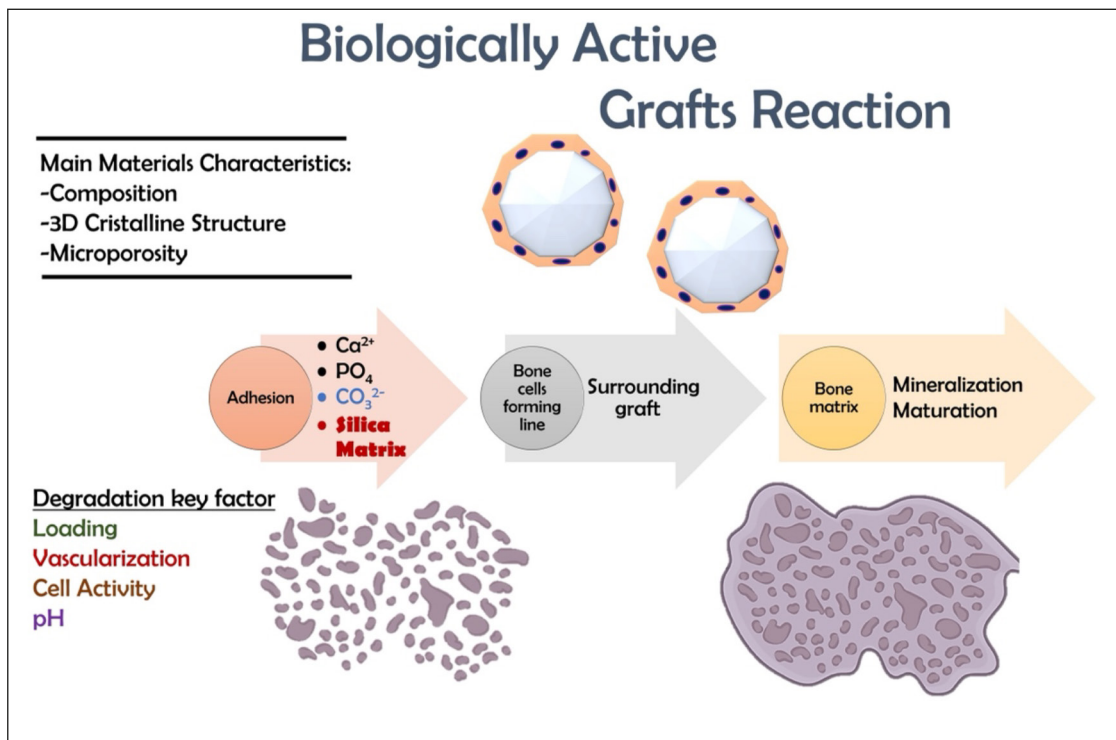 Biologically Active
Grafts Reaction
Main Materials Characteristics:
-Composition
-3D Cristalline Structure
-Microporosity
Adhesion
• Ca²⁺
• PO₄
• CO₃²⁻
• Silica
Matrix
Bone
cells
forming
line
Surrounding
graft
Bone
matrix
Mineralization
Maturation
Degradation key factor
Loading
Vascularization
Cell Activity
pH